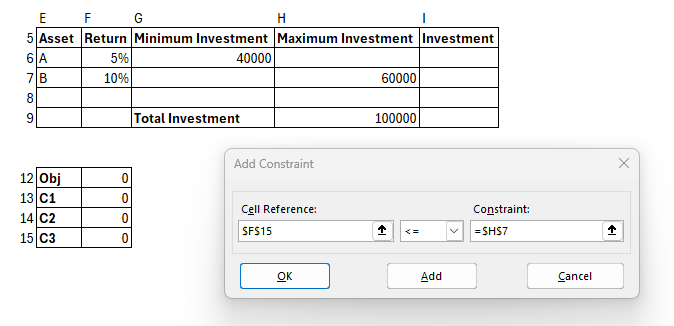 E F G H I
5 Asset Return Minimum Investment Maximum Investment Investment
6 A 5% 40000
7 B 10% 60000
8
9 Total Investment 100000
12 Obj 0
13 C1 0
14 C2 0
15 C3 0
Add Constraint
Cell Reference: Constraint:
$F$15 <= =$H$7
OK Add Cancel